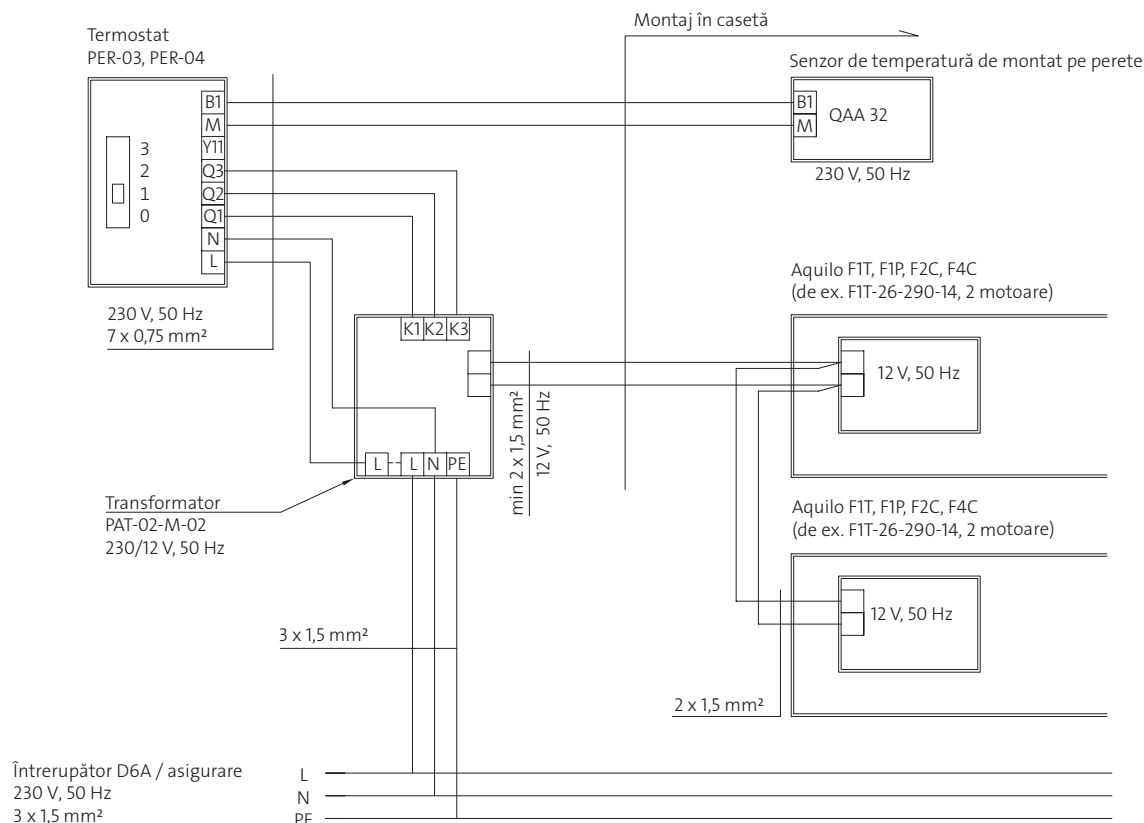 Termostat
PER-03, PER-04
Montaj în casetă
Senzor de temperatură de montat pe perete
B1
M
Y11
Q3
Q2
Q1
N
L
3
2
1
0
B1
M
QAA 32
230 V, 50 Hz
230 V, 50 Hz
7 x 0,75 mm²
K1 K2 K3
L L N PE
min 2 x 1,5 mm²
12 V, 50 Hz
Aquilo F1T, F1P, F2C, F4C
(de ex. F1T-26-290-14, 2 motoare)
12 V, 50 Hz
Transformator
PAT-02-M-02
230/12 V, 50 Hz
Aquilo F1T, F1P, F2C, F4C
(de ex. F1T-26-290-14, 2 motoare)
12 V, 50 Hz
3 x 1,5 mm²
2 x 1,5 mm²
Întrerupător D6A / asigurare
230 V, 50 Hz
3 x 1,5 mm²
L
N
PE